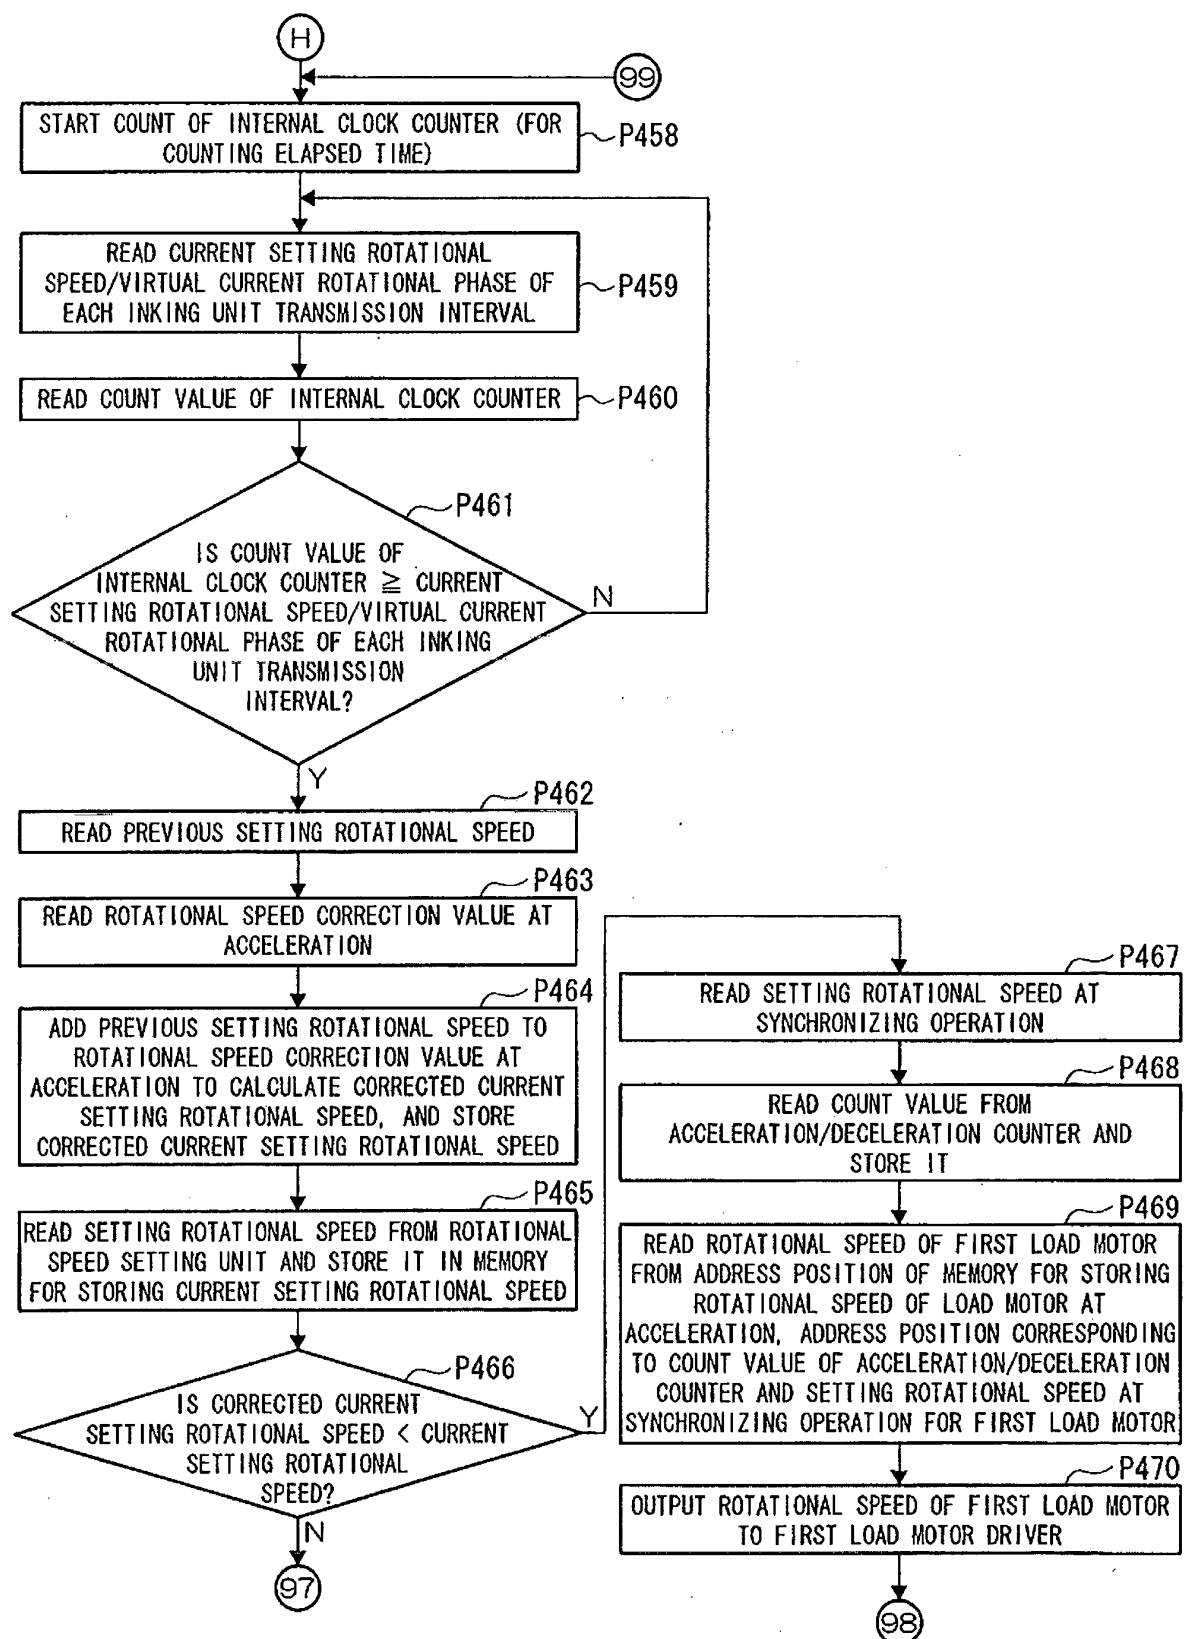 H
99
START COUNT OF INTERNAL CLOCK COUNTER (FOR
COUNTING ELAPSED TIME)
P458
READ CURRENT SETTING ROTATIONAL
SPEED/VIRTUAL CURRENT ROTATIONAL PHASE OF
EACH INKING UNIT TRANSMISSION INTERVAL
P459
READ COUNT VALUE OF INTERNAL CLOCK COUNTER
P460
P461
IS COUNT VALUE OF
INTERNAL CLOCK COUNTER ≧ CURRENT
SETTING ROTATIONAL SPEED/VIRTUAL CURRENT
ROTATIONAL PHASE OF EACH INKING
UNIT TRANSMISSION
INTERVAL?
N
Y
P462
READ PREVIOUS SETTING ROTATIONAL SPEED
P463
READ ROTATIONAL SPEED CORRECTION VALUE AT
ACCELERATION
P464
ADD PREVIOUS SETTING ROTATIONAL SPEED TO
ROTATIONAL SPEED CORRECTION VALUE AT
ACCELERATION TO CALCULATE CORRECTED CURRENT
SETTING ROTATIONAL SPEED, AND STORE
CORRECTED CURRENT SETTING ROTATIONAL SPEED
P465
READ SETTING ROTATIONAL SPEED FROM ROTATIONAL
SPEED SETTING UNIT AND STORE IT IN MEMORY
FOR STORING CURRENT SETTING ROTATIONAL SPEED
P466
IS CORRECTED CURRENT
SETTING ROTATIONAL SPEED < CURRENT
SETTING ROTATIONAL
SPEED?
Y
N
97
P467
READ SETTING ROTATIONAL SPEED AT
SYNCHRONIZING OPERATION
P468
READ COUNT VALUE FROM
ACCELERATION/DECELERATION COUNTER AND
STORE IT
P469
READ ROTATIONAL SPEED OF FIRST LOAD MOTOR
FROM ADDRESS POSITION OF MEMORY FOR STORING
ROTATIONAL SPEED OF LOAD MOTOR AT
ACCELERATION, ADDRESS POSITION CORRESPONDING
TO COUNT VALUE OF ACCELERATION/DECELERATION
COUNTER AND SETTING ROTATIONAL SPEED AT
SYNCHRONIZING OPERATION FOR FIRST LOAD MOTOR
P470
OUTPUT ROTATIONAL SPEED OF FIRST LOAD MOTOR
TO FIRST LOAD MOTOR DRIVER
98